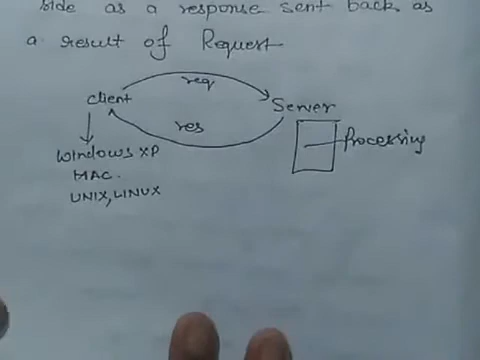 side as a response sent back as
a result of Request
req
client
Server
res
Processing
Windows XP
MAC.
UNIX, LINUX